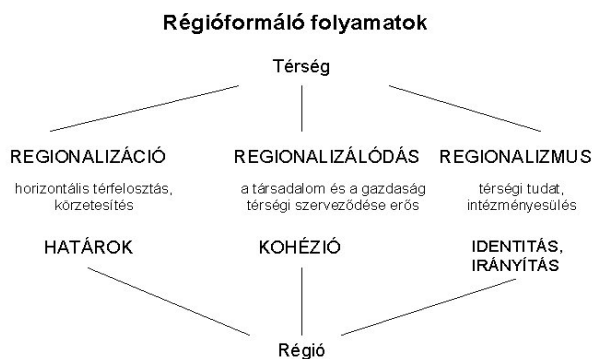 Régióformáló folyamatok
Térség
REGIONALIZÁCIÓ
horizontális térfelosztás,
körzetesítés
HATÁROK
REGIONALIZÁLÓDÁS
a társadalom és a gazdaság
térségi szerveződése erős
KOHÉZIÓ
REGIONALIZMUS
térségi tudat,
intézményesülés
IDENTITÁS,
IRÁNYÍTÁS
Régió